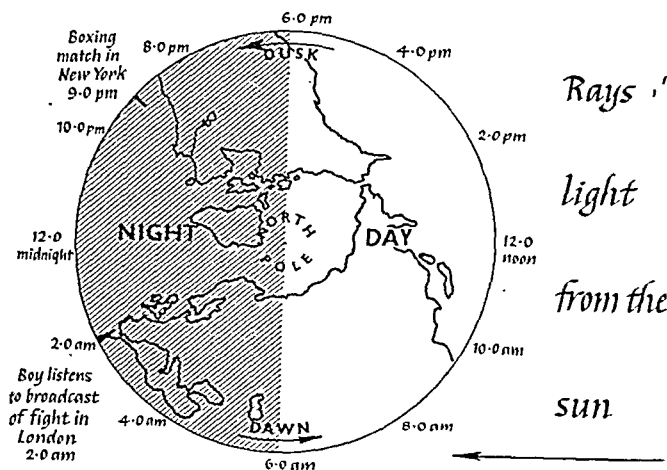 6.0 pm
DUSK
Boxing
match in
New York
9.0 pm
8.0 pm
10.0 pm
4.0 pm
2.0 pm
Rays
light
from the
sun
NIGHT
NORTH
POLE
DAY
12.0
midnight
12.0
noon
2.0 am
Boy listens
to broadcast
of fight in
London
2.0 am
4.0 am
DAWN
6.0 am
8.0 am
10.0 am